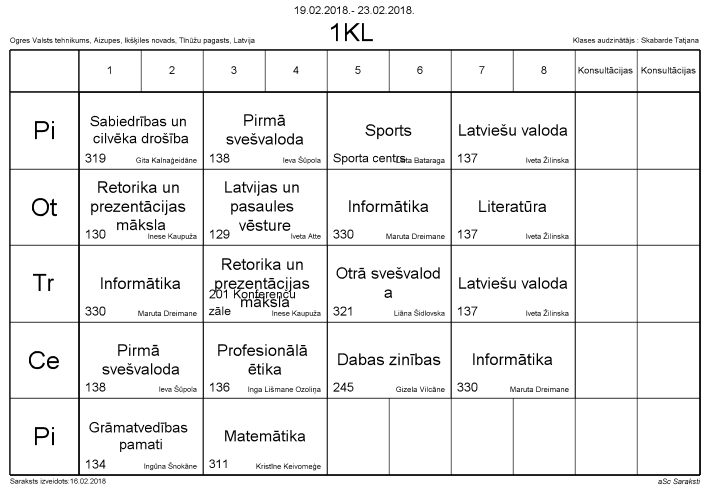 19.02.2018.- 23.02.2018.
1KL
Ogres Valsts tehnikums, Aizupes, Ikšķiles novads, Tīnūžu pagasts, Latvija
Klases audzinātājs : Skabarde Tatjana
1 2 3 4 5 6 7 8 Konsultācijas Konsultācijas
Pi
Sabiedrības un
cilvēka drošība
319 Gita Kalnaģeidāne
Pirmā
svešvaloda
138 Ieva Šūpola
Sports
Sporta centrs Bataraga
Latviešu valoda
137 Iveta Žilinska
Ot
Retorika un
prezentācijas
māksla
130 Inese Kaupuža
Latvijas un
pasaules
vēsture
129 Iveta Atte
Informātika
330 Maruta Dreimane
Literatūra
137 Iveta Žilinska
Tr
Informātika
330 Maruta Dreimane
Retorika un
prezentācijas
māksla
201 Konferenču
zāle Inese Kaupuža
Otrā svešvalod
a
321 Liāna Šidlovska
Latviešu valoda
137 Iveta Žilinska
Ce
Pirmā
svešvaloda
138 Ieva Šūpola
Profesionālā
ētika
136 Inga Lišmane Ozoliņa
Dabas zinības
245 Gizela Vilcāne
Informātika
330 Maruta Dreimane
Pi
Grāmatvedības
pamati
134 Ingūna Šnokāne
Matemātika
311 Kristīne Keivomeģe
Saraksts izveidots:16.02.2018
aSc Saraksti